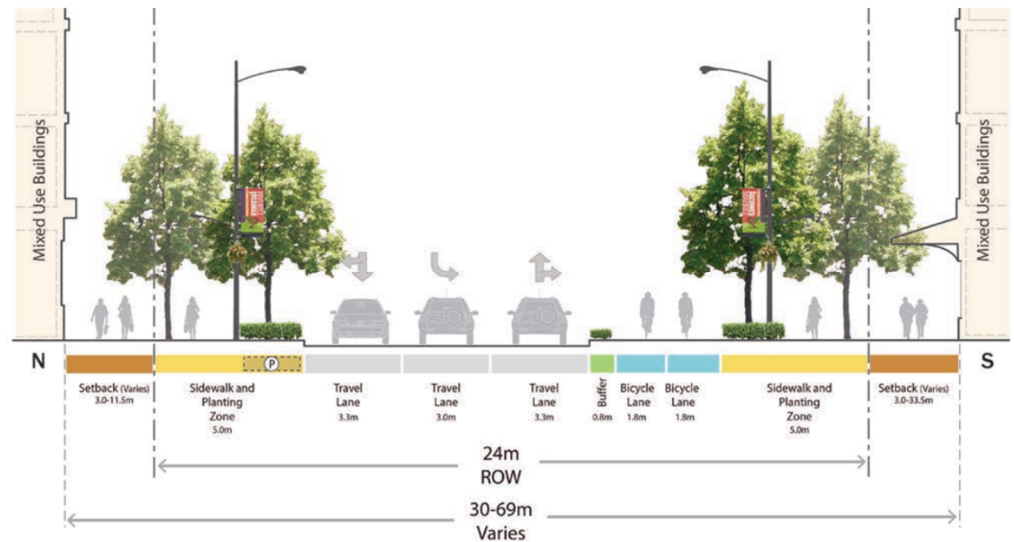 Mixed Use Buildings
Mixed Use Buildings
N
P
S
Setback (Varies)
3.0-11.5m
Sidewalk and
Planting
Zone
5.0m
Travel
Lane
3.3m
Travel
Lane
3.0m
Travel
Lane
3.3m
Buffer
0.8m
Bicycle
Lane
1.8m
Bicycle
Lane
1.8m
Sidewalk and
Planting
Zone
5.0m
Setback (Varies)
3.0-33.5m
24m
ROW
30-69m
Varies